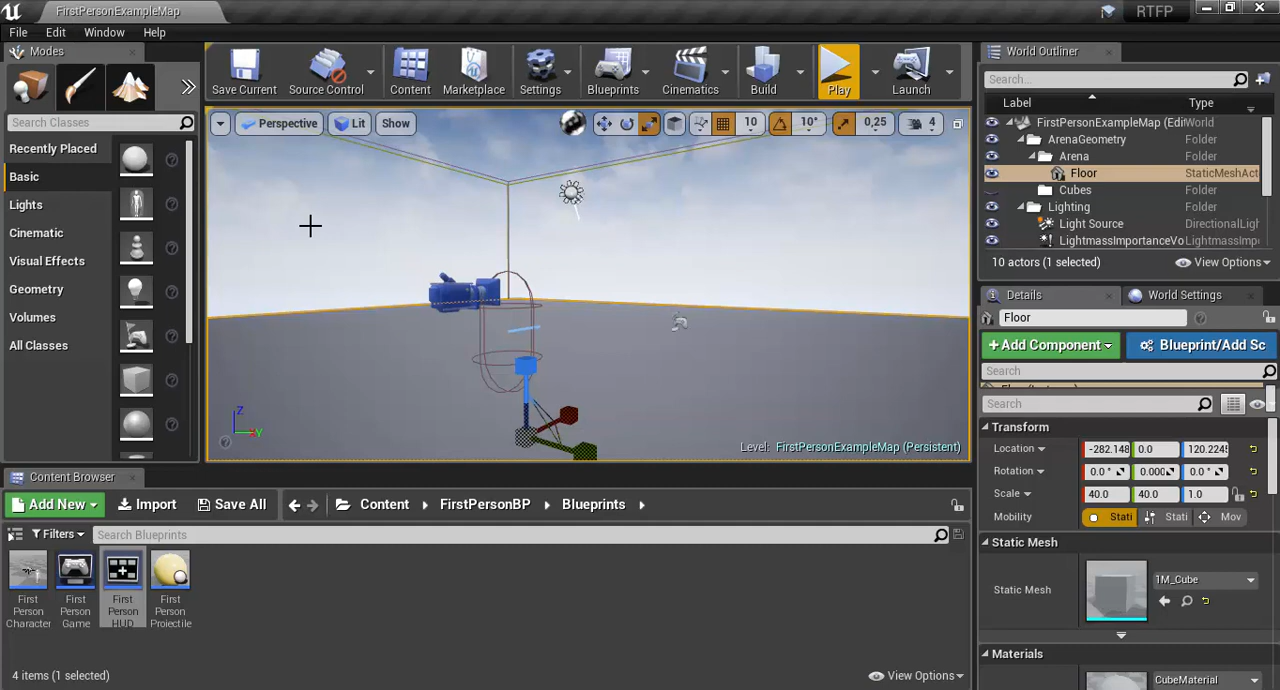 FirstPersonExampleMap
RTFP
File Edit Window Help
Modes
Search Classes
Recently Placed
Basic
Lights
Cinematic
Visual Effects
Geometry
Volumes
All Classes
Save Current
Source Control
Content
Marketplace
Settings
Blueprints
Cinematics
Build
Play
Launch
Perspective
Lit
Show
10
10°
0,25
4
Z
Y
Level: FirstPersonExampleMap (Persistent)
World Outliner
Search...
Label Type
FirstPersonExampleMap (Edi World
ArenaGeometry Folder
Arena Folder
Floor StaticMeshAct
Cubes Folder
Lighting Folder
Light Source DirectionalLigh
LightmassImportanceVo LightmassImpo
10 actors (1 selected) View Options
Details
World Settings
Floor
+Add Component
Blueprint/Add Sc
Search
Search
Transform
Location -282.148 0.0 120.224
Rotation 0.0 ° 0.000 0.0 °
Scale 40.0 40.0 1.0
Mobility Stati Stati Mov
Static Mesh
Static Mesh 1M_Cube
Materials
CubeMaterial
Content Browser
Add New Import Save All Content FirstPersonBP Blueprints
Filters Search Blueprints
First Person Character
First Person Game
First Person HUD
First Person Projectile
4 items (1 selected) View Options